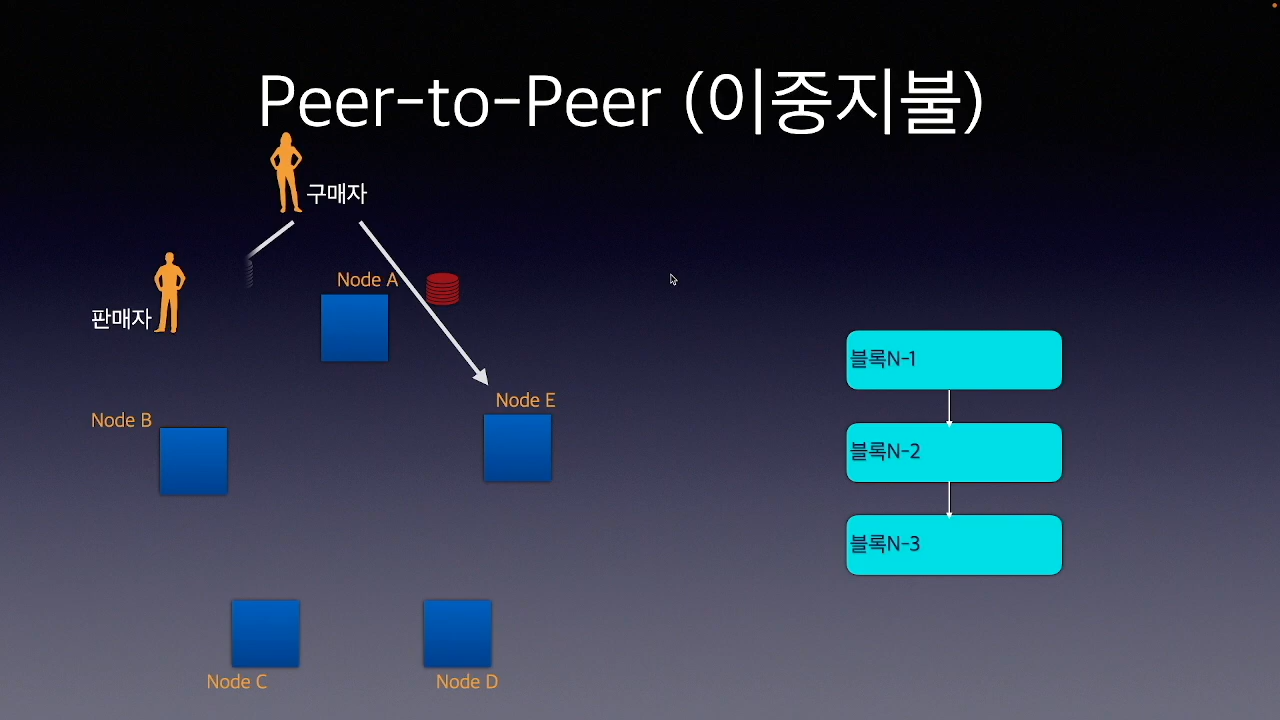 Peer-to-Peer (이중지불)
구매자
판매자
Node A
Node E
Node B
Node C
Node D
블록N-1
블록N-2
블록N-3